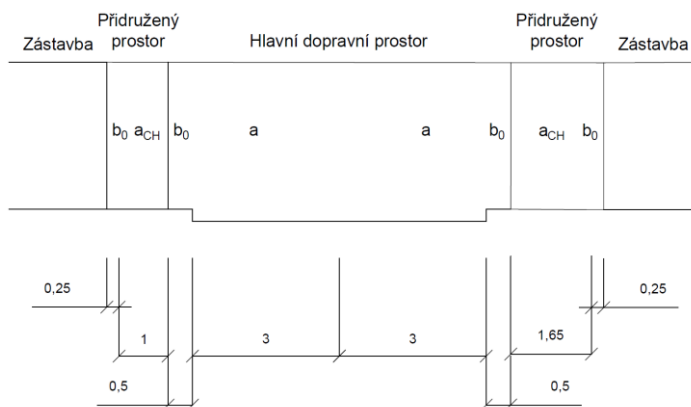 Zástavba
Přidružený
prostor
Hlavní dopravní prostor
Přidružený
prostor
Zástavba
b0 aCH b0 a a b0 aCH b0
0,25 0,25
1 3 3 1,65
0,5 0,5